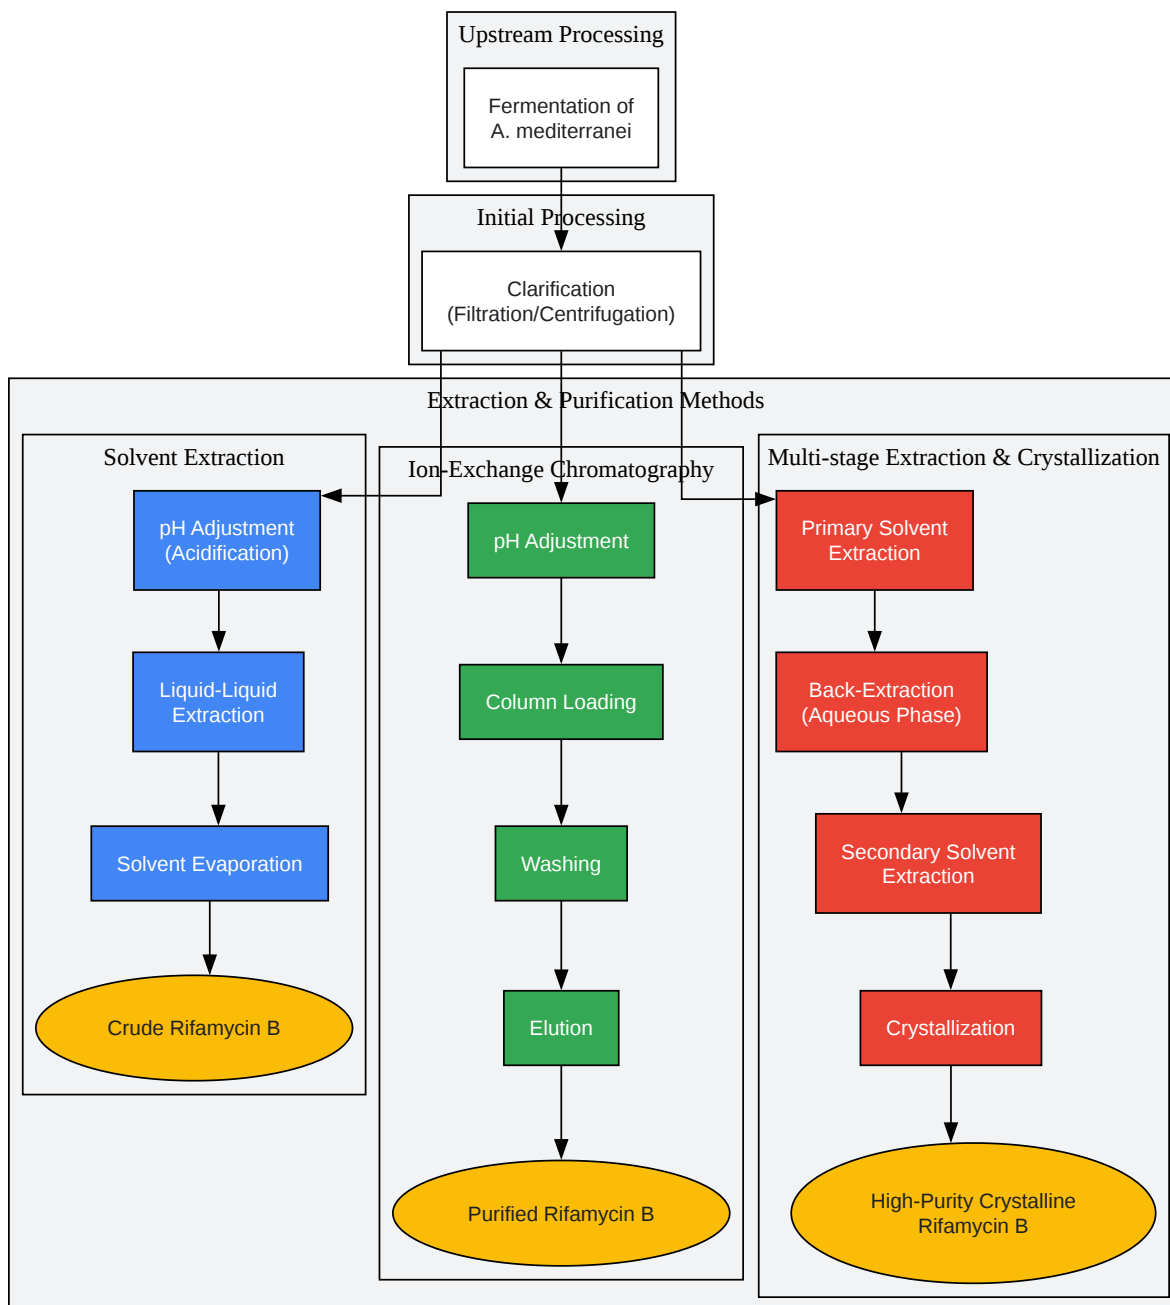 Upstream Processing
Fermentation of
A. mediterranei
Initial Processing
Clarification
(Filtration/Centrifugation)
Extraction & Purification Methods
Solvent Extraction
pH Adjustment
(Acidification)
Liquid-Liquid
Extraction
Solvent Evaporation
Crude Rifamycin B
Ion-Exchange Chromatography
pH Adjustment
Column Loading
Washing
Elution
Purified Rifamycin B
Multi-stage Extraction & Crystallization
Primary Solvent
Extraction
Back-Extraction
(Aqueous Phase)
Secondary Solvent
Extraction
Crystallization
High-Purity Crystalline
Rifamycin B